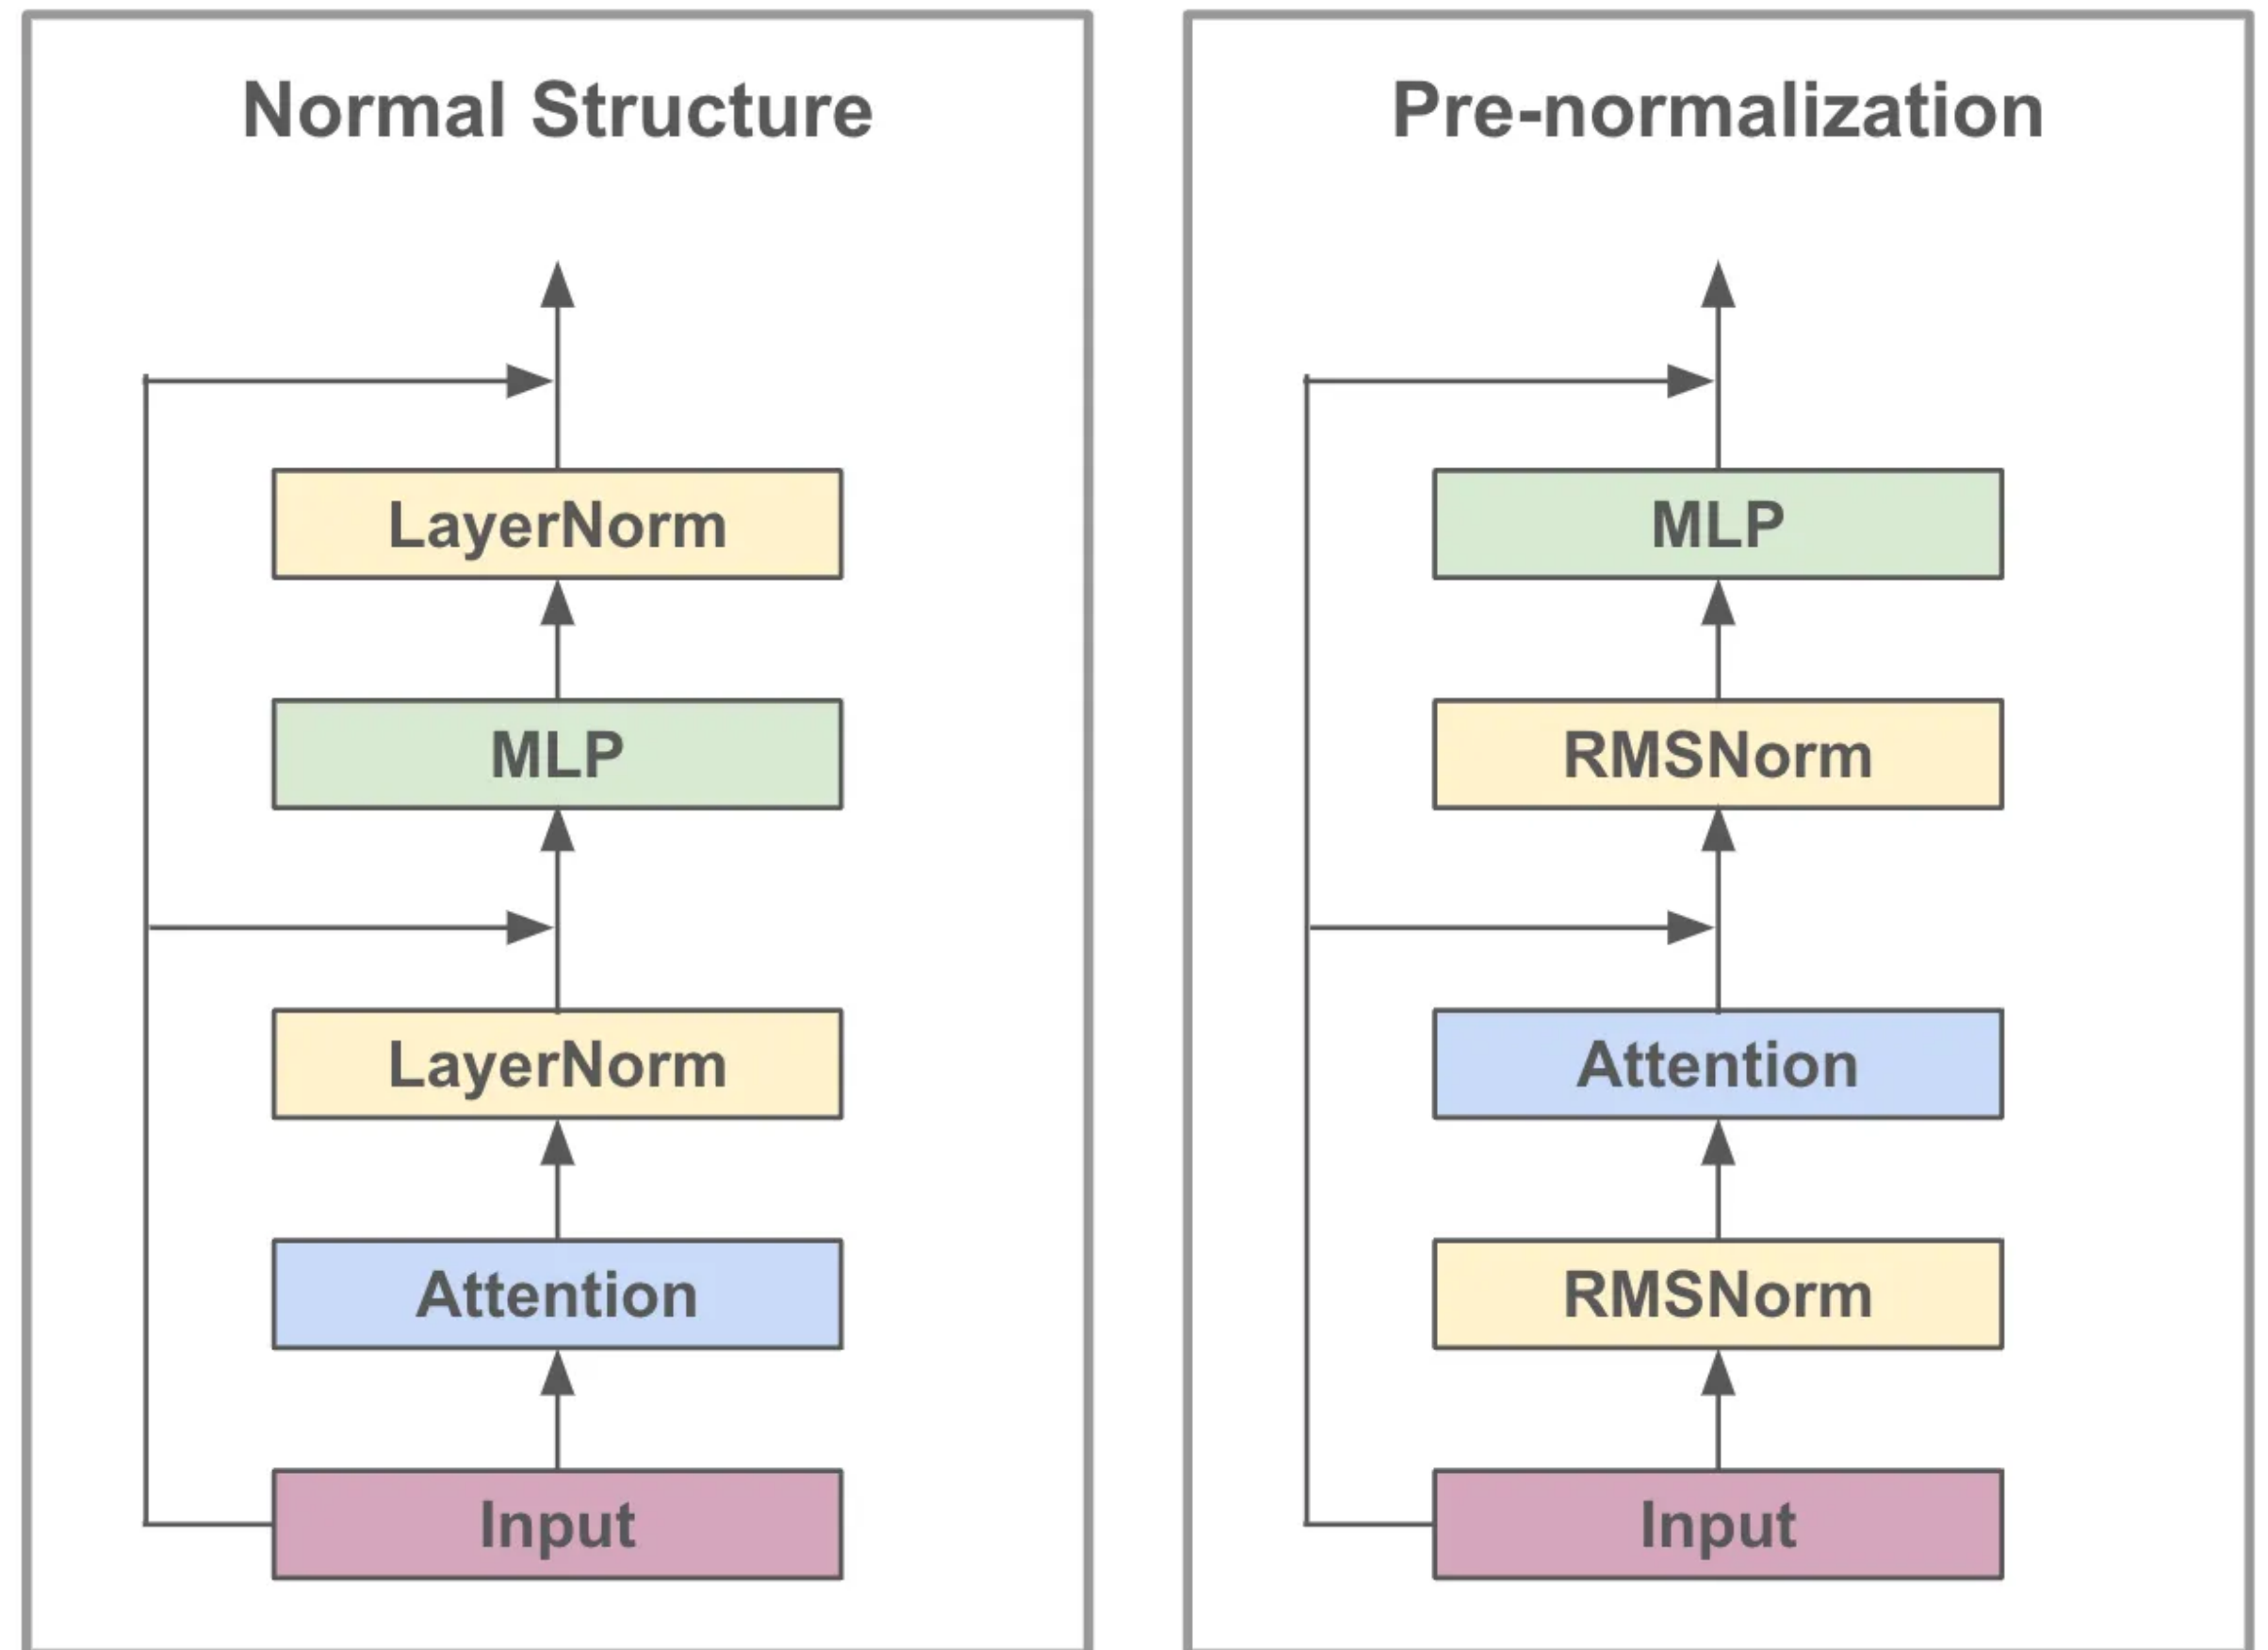 Normal Structure
LayerNorm
MLP
LayerNorm
Attention
Input
Pre-normalization
MLP
RMSNorm
Attention
RMSNorm
Input